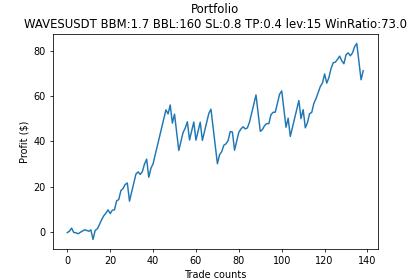 Portfolio
WAVESUSDT BBM:1.7 BBL:160 SL:0.8 TP:0.4 lev:15 WinRatio:73.0
80
60
40
20
0
Profit ($)
0 20 40 60 80 100 120 140
Trade counts